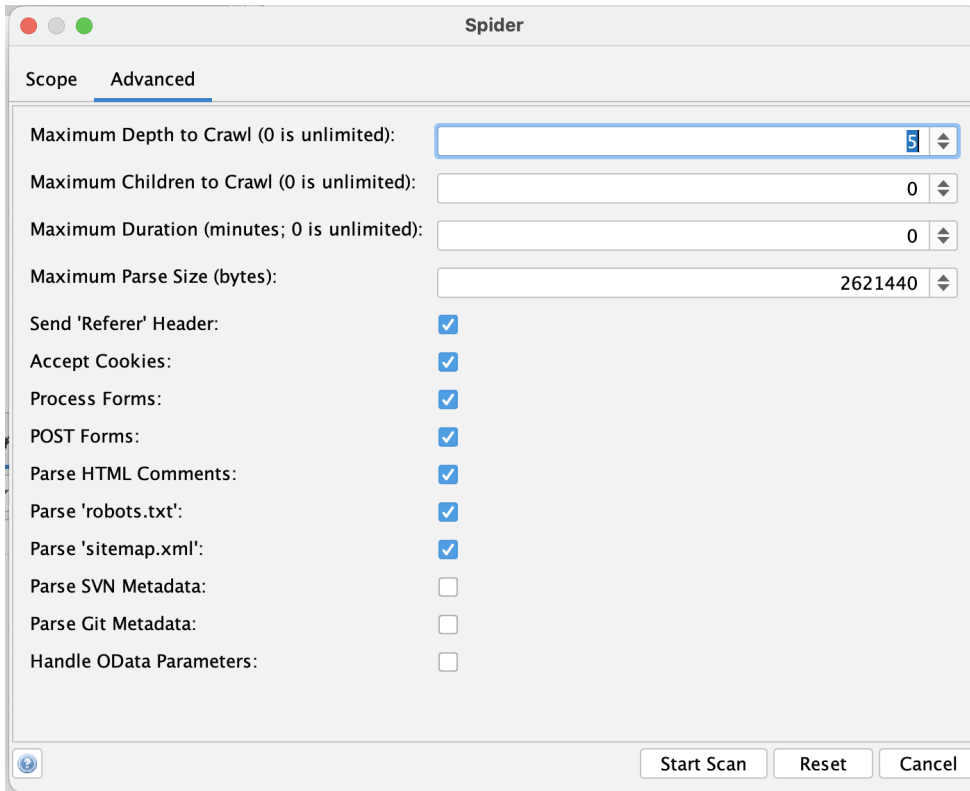 Spider
Scope Advanced
Maximum Depth to Crawl (0 is unlimited): 5
Maximum Children to Crawl (0 is unlimited): 0
Maximum Duration (minutes; 0 is unlimited): 0
Maximum Parse Size (bytes): 2621440
Send 'Referer' Header:
Accept Cookies:
Process Forms:
POST Forms:
Parse HTML Comments:
Parse 'robots.txt':
Parse 'sitemap.xml':
Parse SVN Metadata:
Parse Git Metadata:
Handle OData Parameters:
? Start Scan Reset Cancel